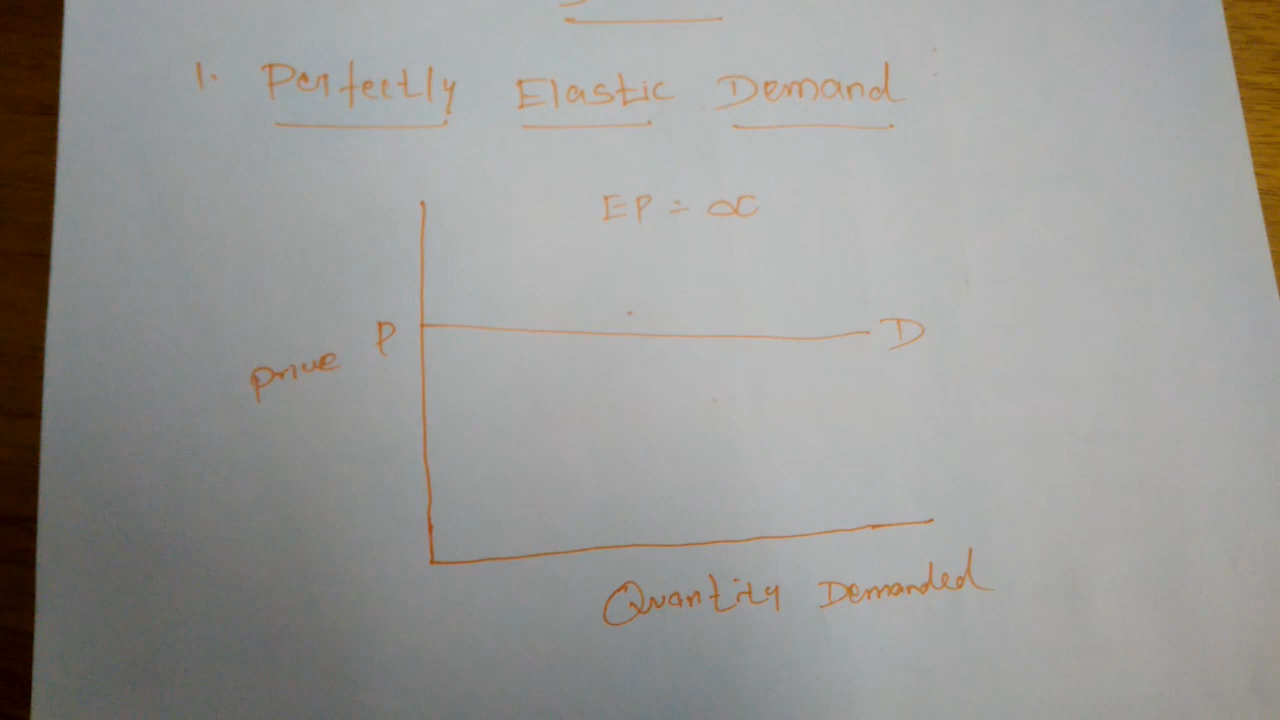 1. Perfectly Elastic Demand
EP = ∝
P
D
Price
Quantity Demanded